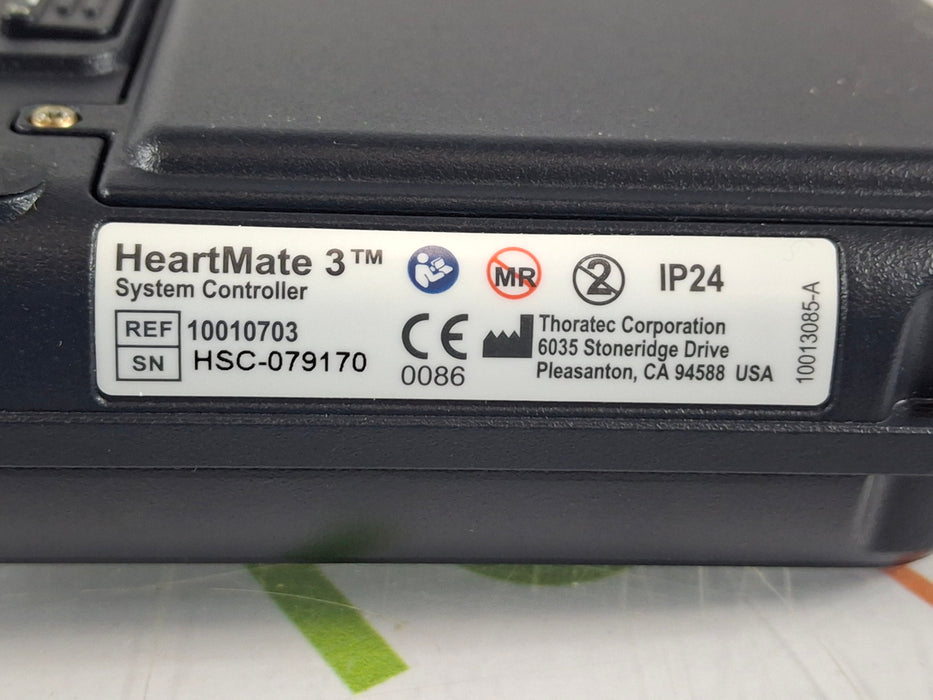 HeartMate 3™
System Controller
REF 10010703
SN HSC-079170
MR
2
IP24
CE
0086
Thoratec Corporation
6035 Stoneridge Drive
Pleasanton, CA 94588 USA
10013085-A